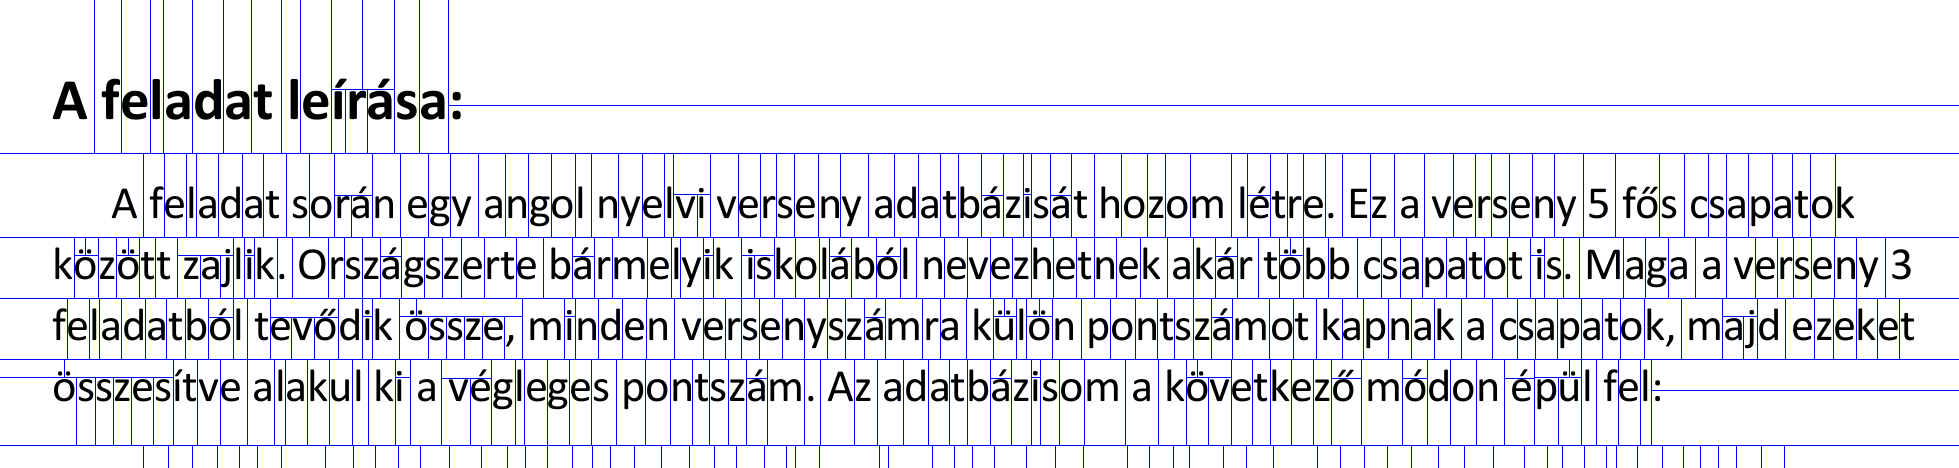 A feladat leírása:
A feladat során egy angol nyelvi verseny adatbázisát hozom létre. Ez a verseny 5 fős csapatok
között zajlik. Országszerte bármelyik iskolából nevezhetnek akár több csapatot is. Maga a verseny 3
feladatból tevődik össze, minden versenyszámra külön pontszámot kapnak a csapatok, majd ezeket
összesítve alakul ki a végleges pontszám. Az adatbázisom a következő módon épül fel: